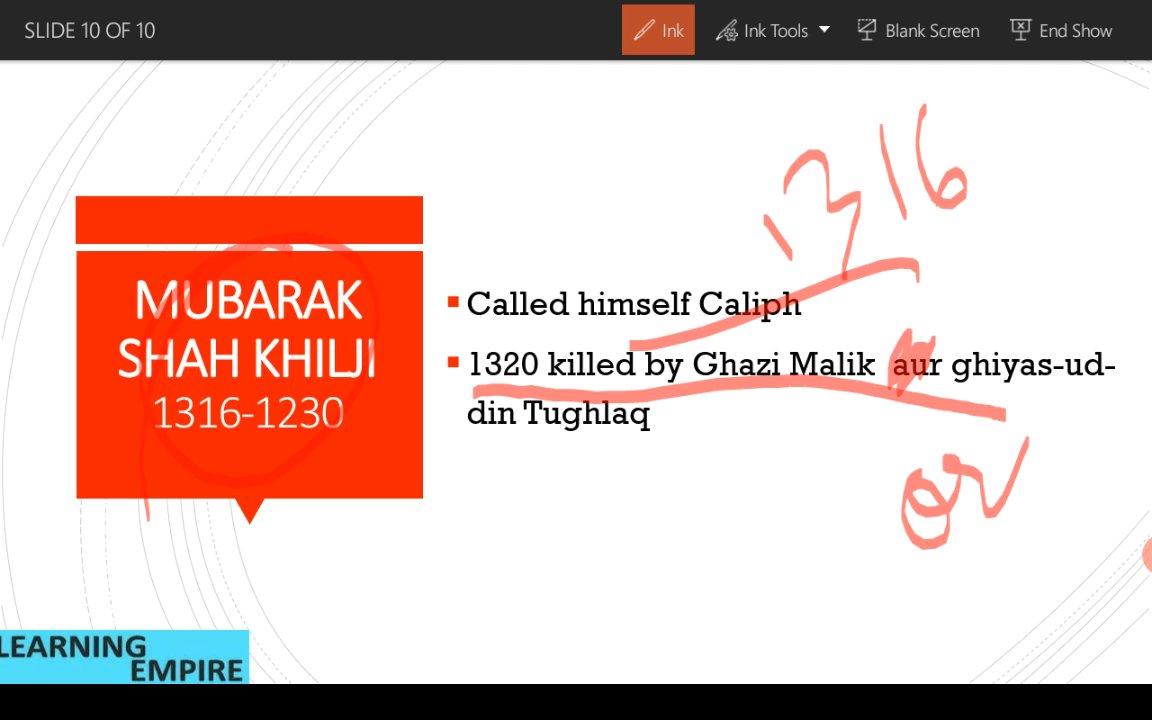 SLIDE 10 OF 10
Ink
Ink Tools
Blank Screen
End Show
1316
MUBARAK
SHAH KHILJI
1316-1230
Called himself Caliph
1320 killed by Ghazi Malik aur ghiyas-ud-
din Tughlaq
or
LEARNING
EMPIRE